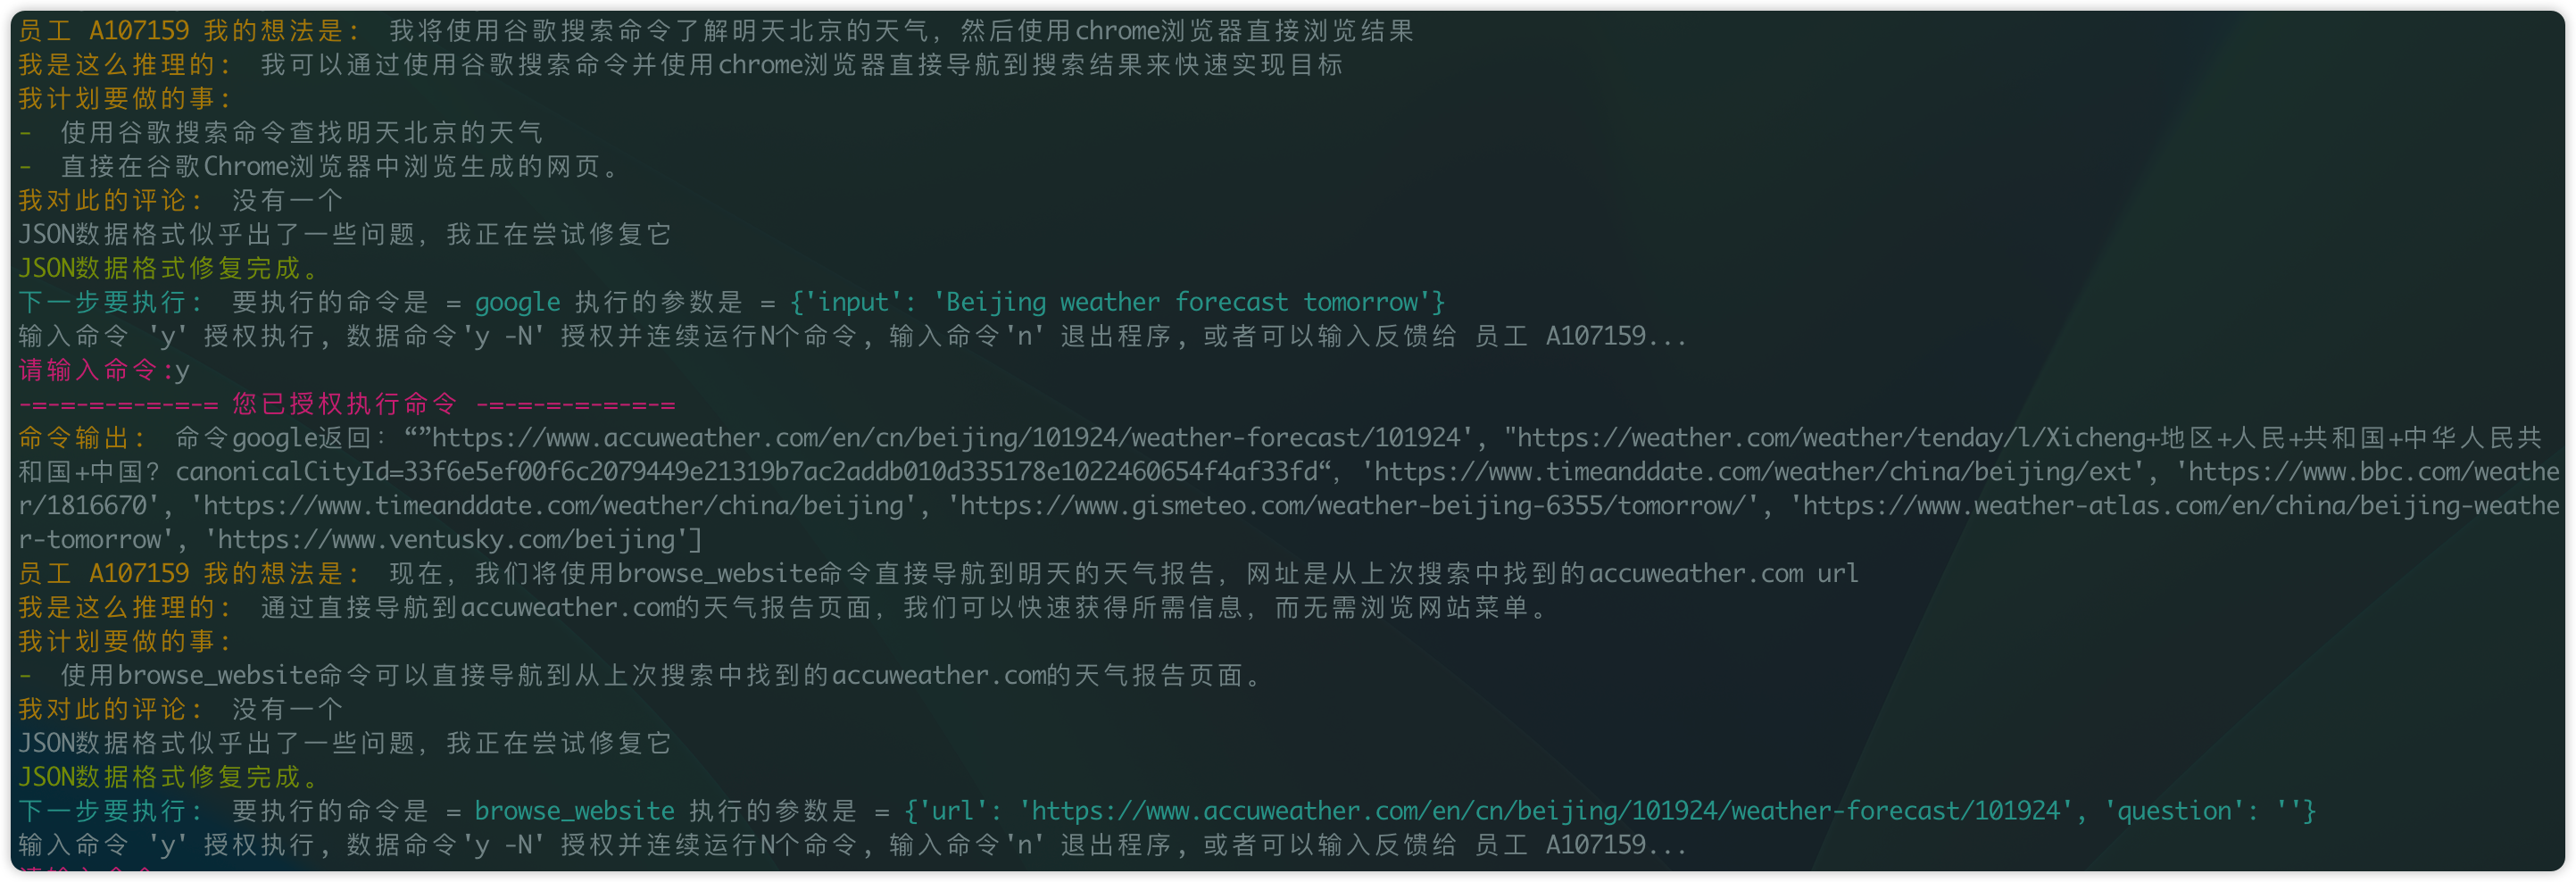 员工 A107159 我的想法是： 我将使用谷歌搜索命令了解明天北京的天气，然后使用chrome浏览器直接浏览结果
我是这么推理的： 我可以通过使用谷歌搜索命令并使用chrome浏览器直接导航到搜索结果来快速实现目标
我计划要做的事：
- 使用谷歌搜索命令查找明天北京的天气
- 直接在谷歌Chrome浏览器中浏览生成的网页。
我对此的评论： 没有一个
JSON数据格式似乎出了一些问题，我正在尝试修复它
JSON数据格式修复完成。
下一步要执行： 要执行的命令是 = google 执行的参数是 = {'input': 'Beijing weather forecast tomorrow'}
输入命令 'y' 授权执行，数据命令'y -N' 授权并连续运行N个命令，输入命令'n' 退出程序，或者可以输入反馈给 员工 A107159...
请输入命令:y
-=-=-=-=-=-=-= 您已授权执行命令 -=-=-=-=-=-=-=
命令输出： 命令google返回：“”https://www.accuweather.com/en/cn/beijing/101924/weather-forecast/101924', "https://weather.com/weather/tenday/l/Xicheng+地区+人民+共和国+中华人民共
和国+中国？canonicalCityId=33f6e5ef00f6c2079449e21319b7ac2addb010d335178e1022460654f4af33fd“, 'https://www.timeanddate.com/weather/china/beijing/ext', 'https://www.bbc.com/weathe
r/1816670', 'https://www.timeanddate.com/weather/china/beijing', 'https://www.gismeteo.com/weather-beijing-6355/tomorrow/', 'https://www.weather-atlas.com/en/china/beijing-weathe
r-tomorrow', 'https://www.ventusky.com/beijing']
员工 A107159 我的想法是： 现在，我们将使用browse_website命令直接导航到明天的天气报告，网址是从上次搜索中找到的accuweather.com url
我是这么推理的： 通过直接导航到accuweather.com的天气报告页面，我们可以快速获得所需信息，而无需浏览网站菜单。
我计划要做的事：
- 使用browse_website命令可以直接导航到从上次搜索中找到的accuweather.com的天气报告页面。
我对此的评论： 没有一个
JSON数据格式似乎出了一些问题，我正在尝试修复它
JSON数据格式修复完成。
下一步要执行： 要执行的命令是 = browse_website 执行的参数是 = {'url': 'https://www.accuweather.com/en/cn/beijing/101924/weather-forecast/101924', 'question': ''}
输入命令 'y' 授权执行，数据命令'y -N' 授权并连续运行N个命令，输入命令'n' 退出程序，或者可以输入反馈给 员工 A107159...